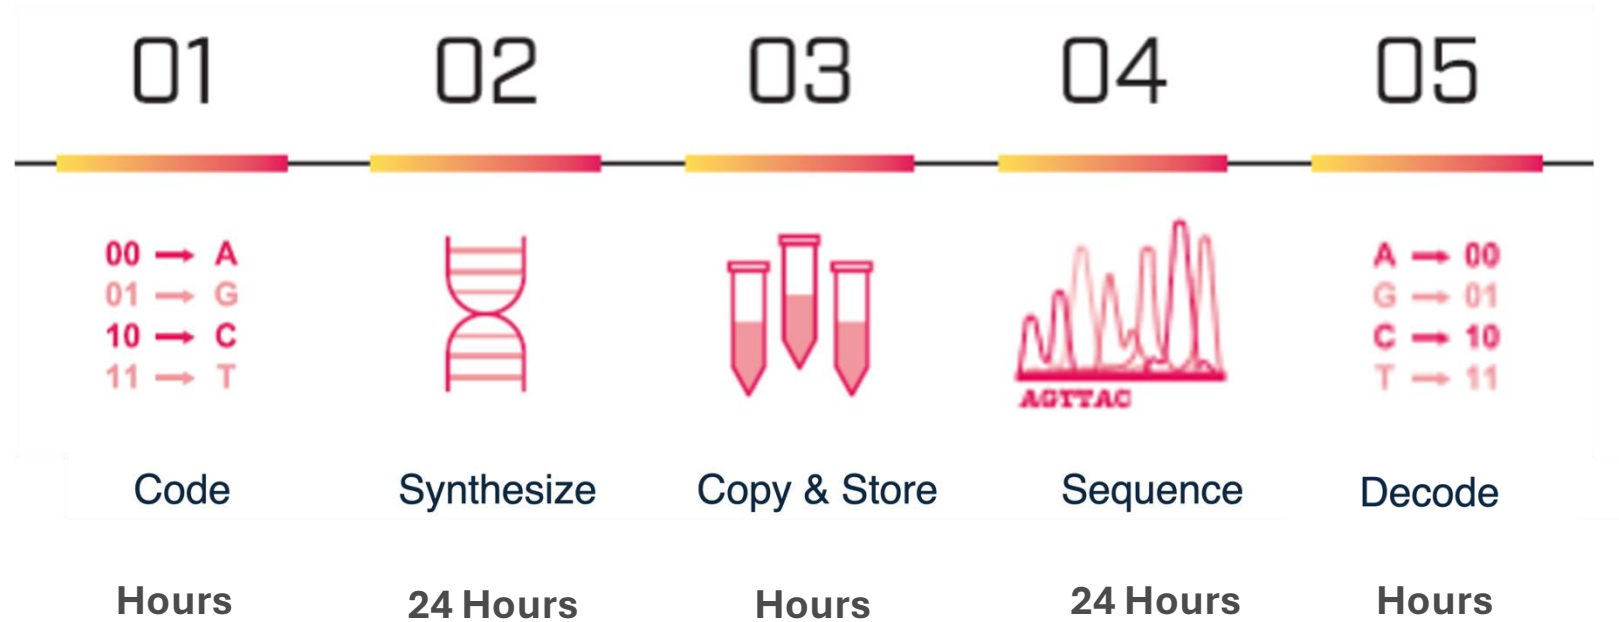 01 02 03 04 05
00 → A
01 → G
10 → C
11 → T
AGTTAC
A → 00
G → 01
C → 10
T → 11
Code Synthesize Copy & Store Sequence Decode
Hours 24 Hours Hours 24 Hours Hours